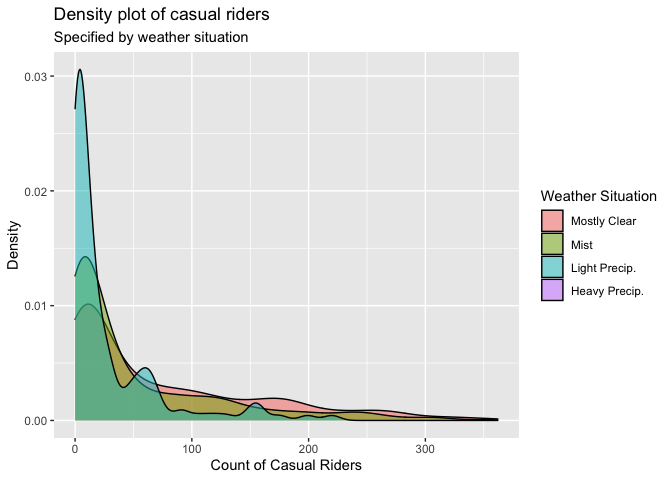 Density plot of casual riders
Specified by weather situation
Density
0.03
0.02
0.01
0.00
0 100 200 300
Count of Casual Riders
Weather Situation
Mostly Clear
Mist
Light Precip.
Heavy Precip.